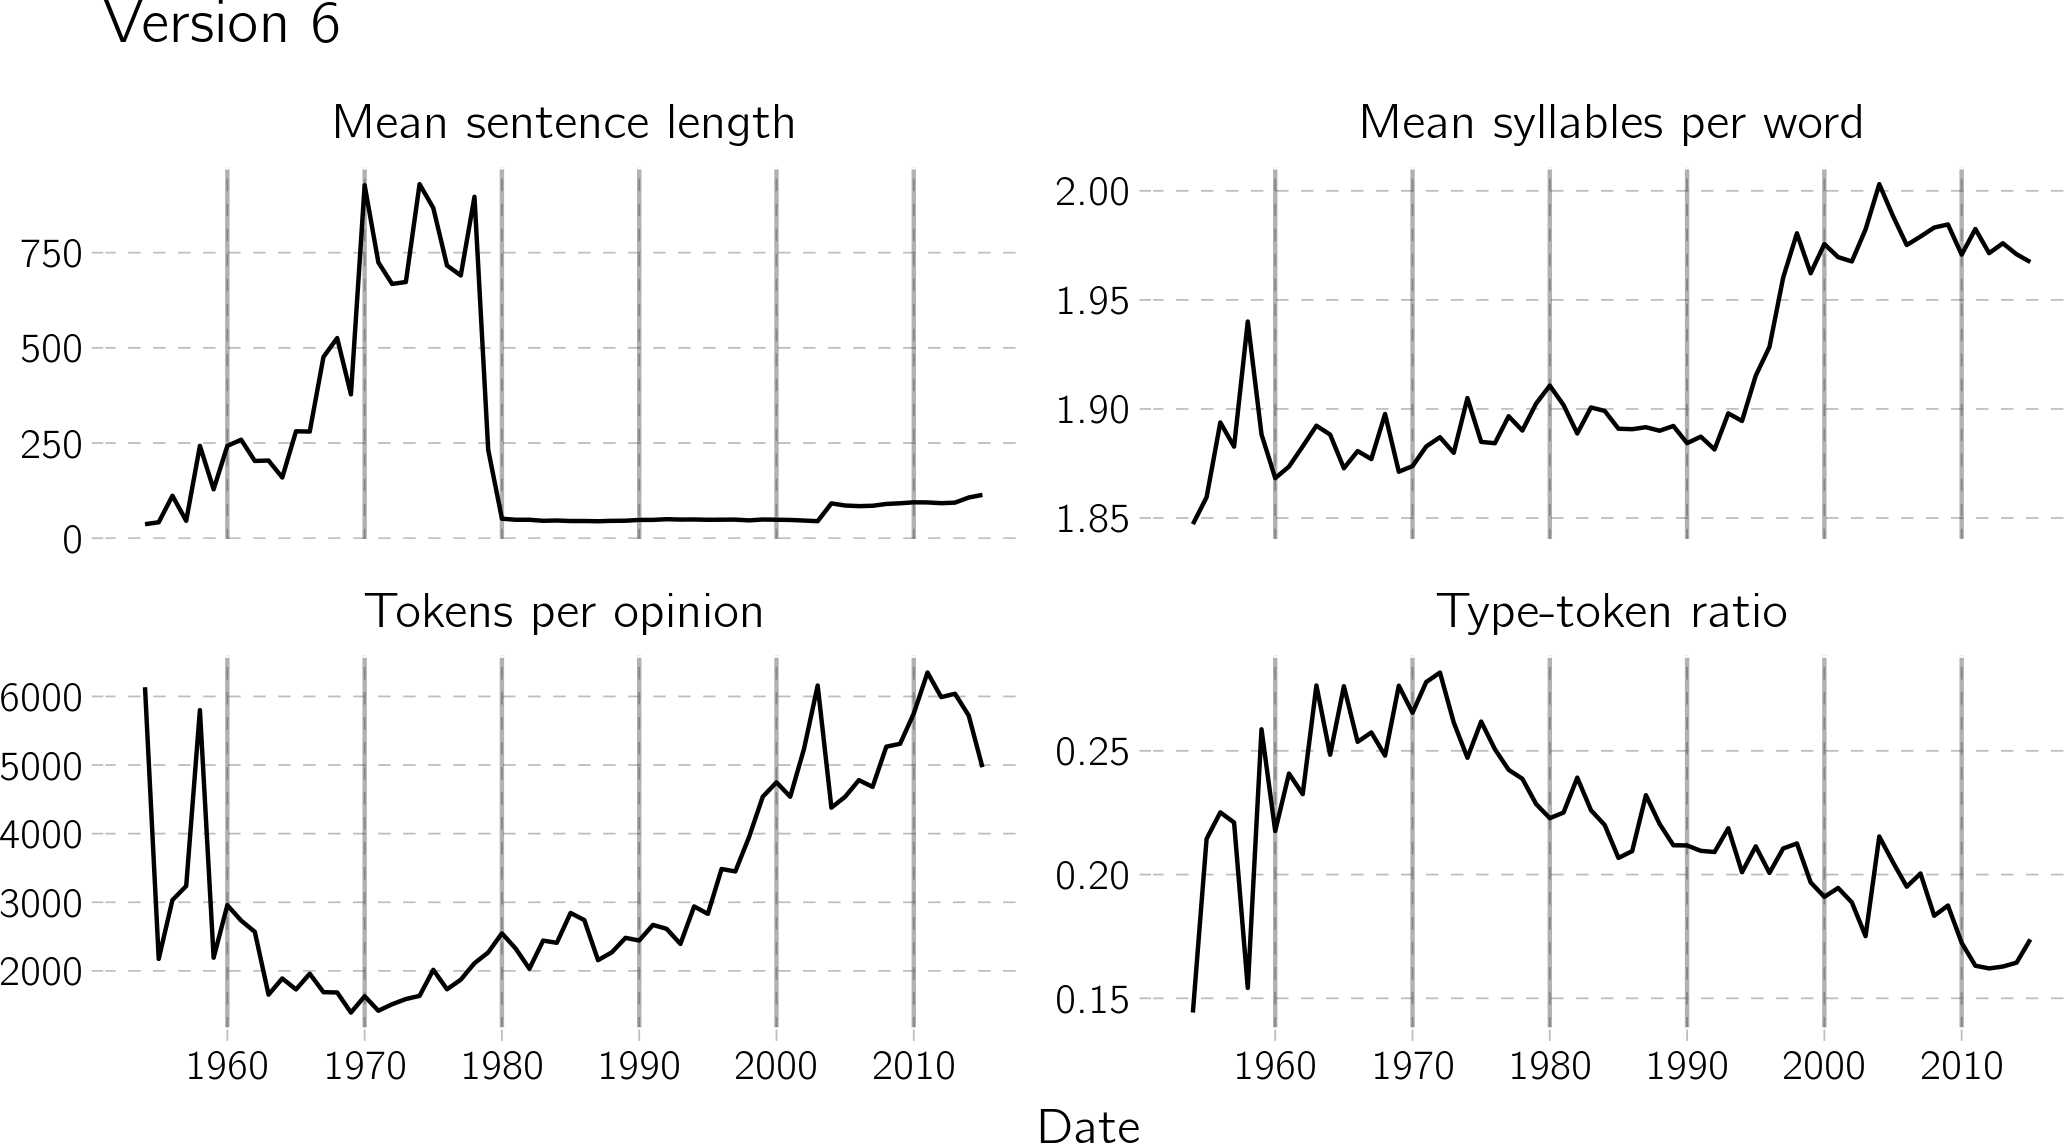 Version 6
Mean sentence length
Mean syllables per word
750
500
250
0
2.00
1.95
1.90
1.85
Tokens per opinion
Type-token ratio
6000
5000
4000
3000
2000
0.25
0.20
0.15
1960 1970 1980 1990 2000 2010
1960 1970 1980 1990 2000 2010
Date